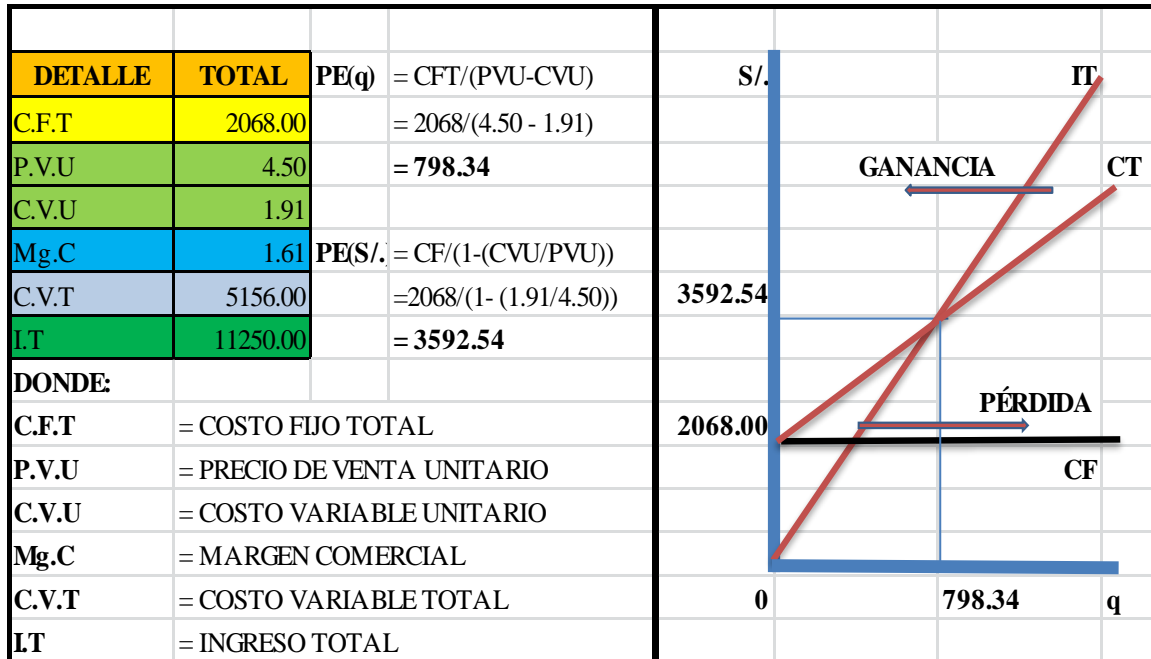 DETALLE TOTAL PE(q) = CFT/(PVU-CVU)
C.F.T 2068.00 = 2068/(4.50 - 1.91)
P.V.U 4.50 = 798.34
C.V.U 1.91
Mg.C 1.61 PE(S/. = CF/(1-(CVU/PVU))
C.V.T 5156.00 =2068/(1- (1.91/4.50))
I.T 11250.00 = 3592.54
DONDE:
C.F.T = COSTO FIJO TOTAL
P.V.U = PRECIO DE VENTA UNITARIO
C.V.U = COSTO VARIABLE UNITARIO
Mg.C = MARGEN COMERCIAL
C.V.T = COSTO VARIABLE TOTAL
I.T = INGRESO TOTAL
S/. IT
GANANCIA CT
3592.54
PÉRDIDA
2068.00
CF
0 798.34 q